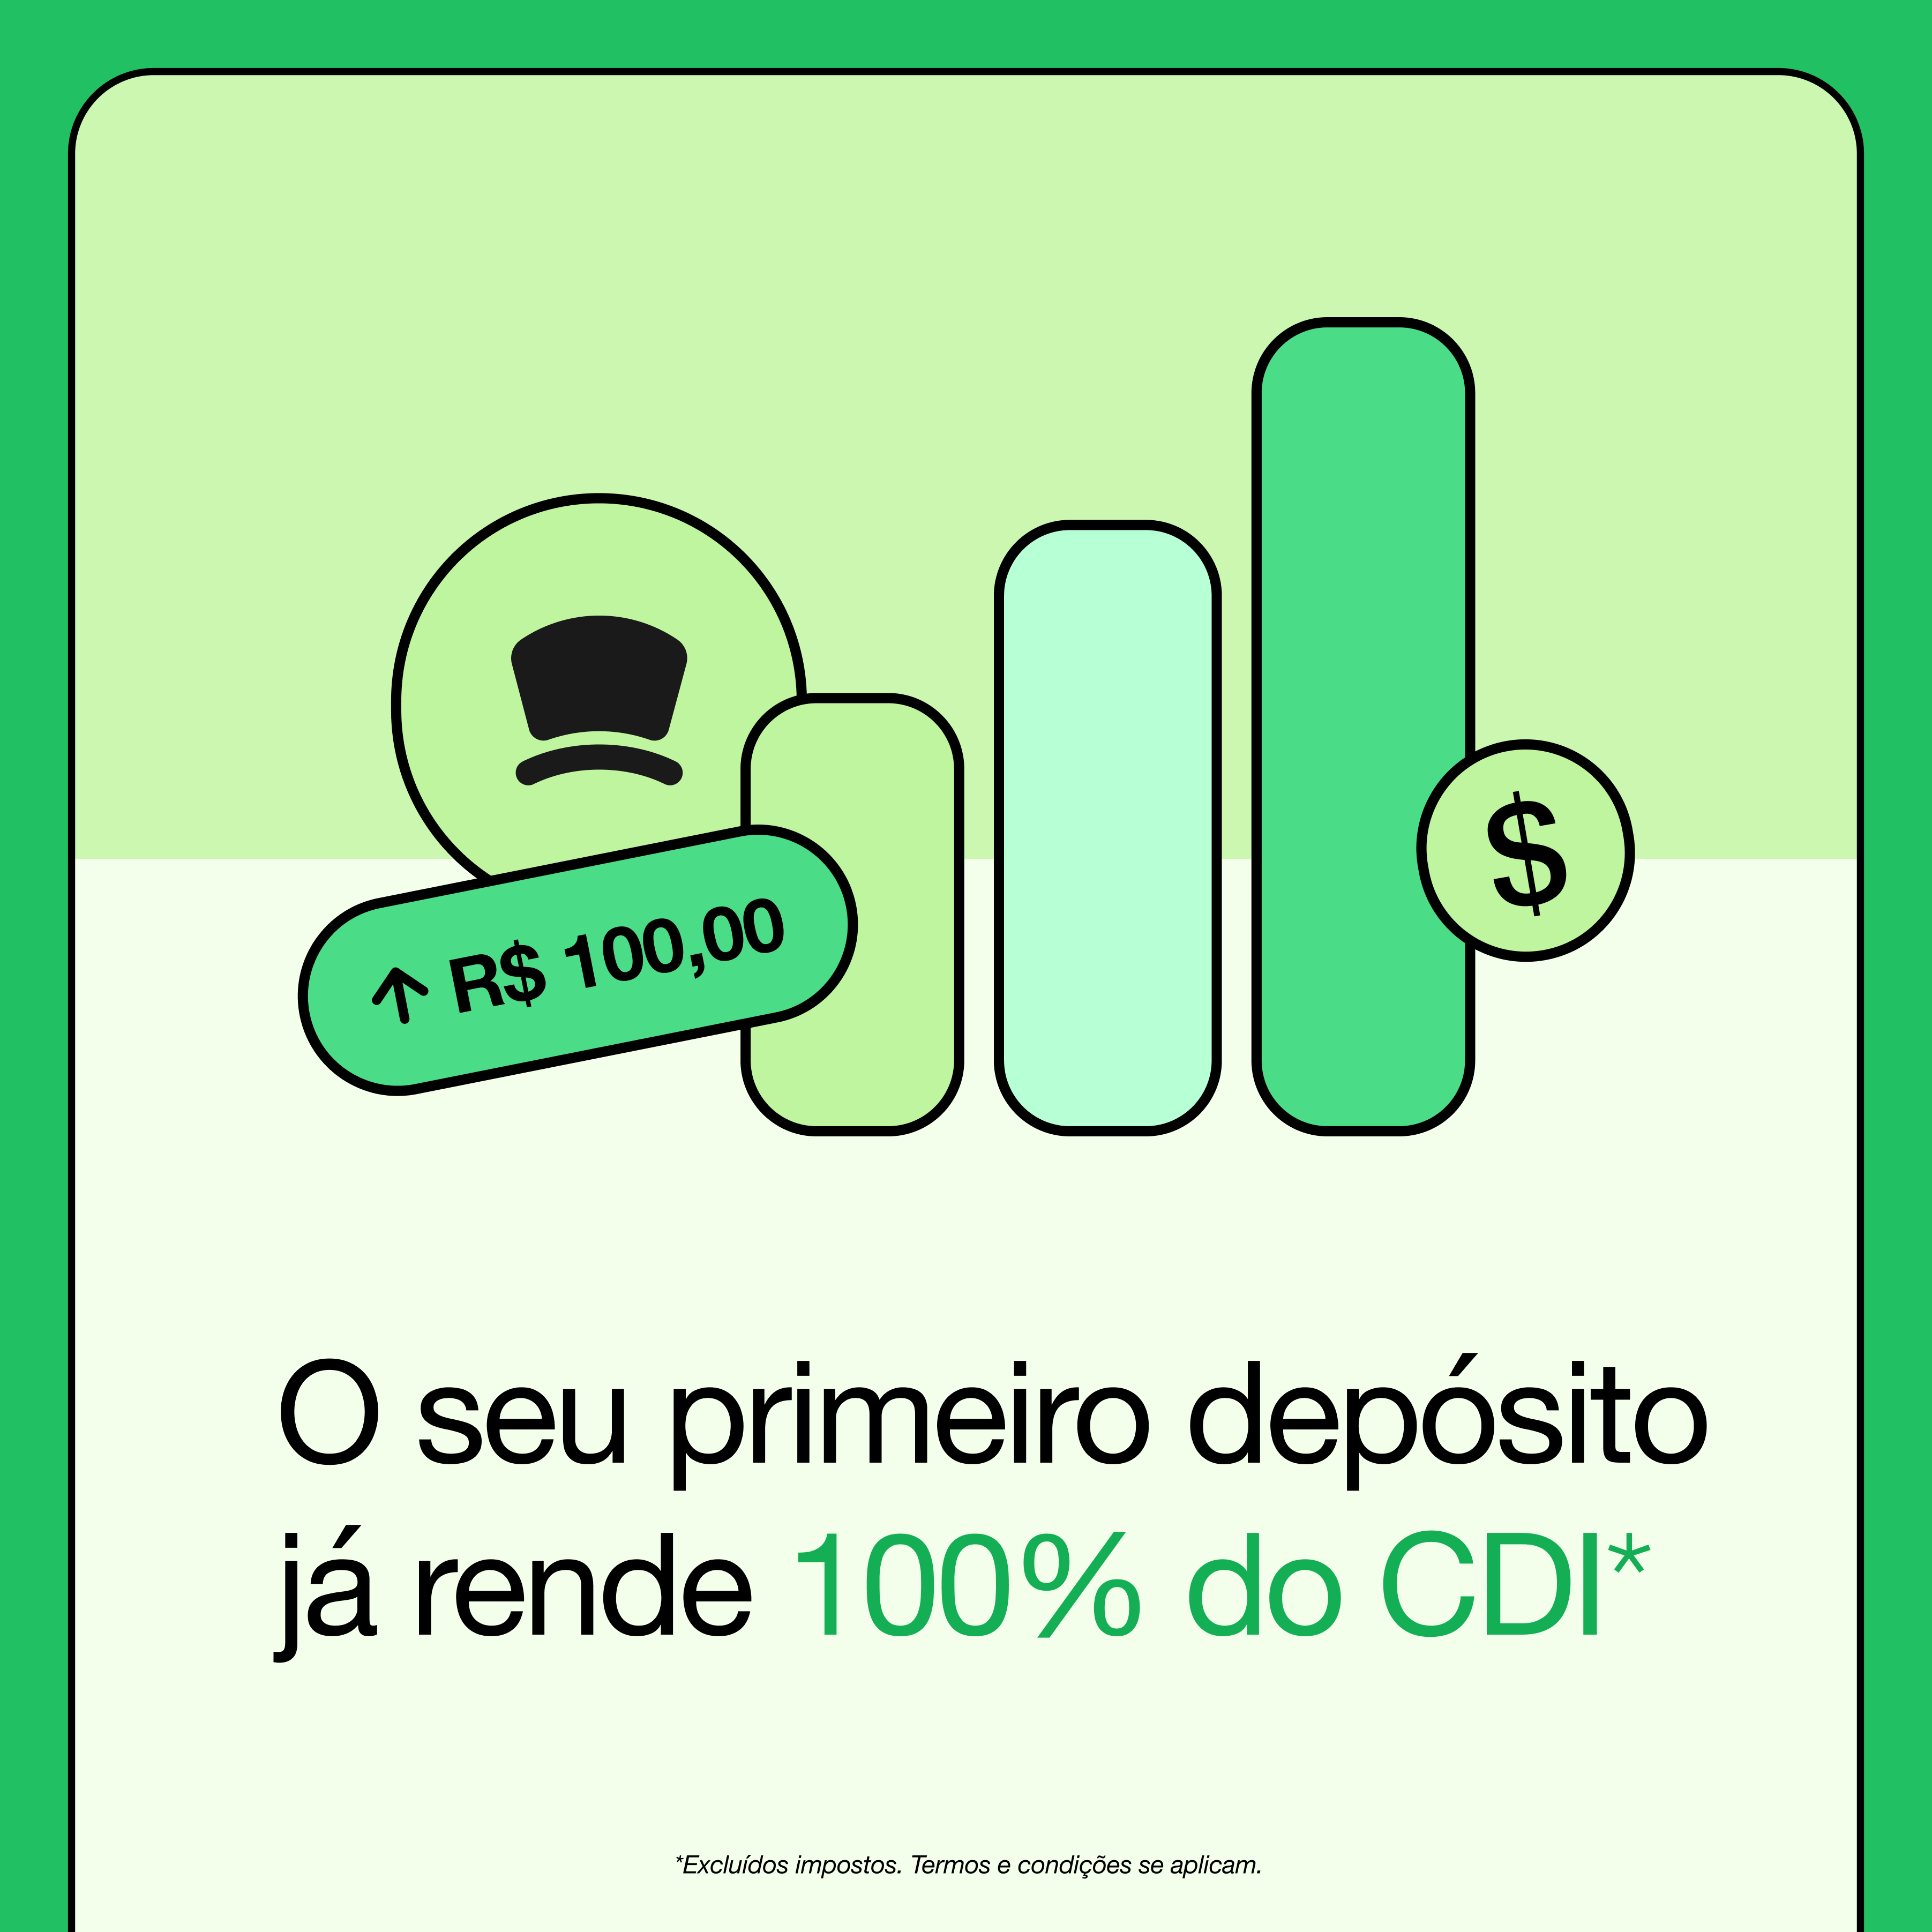 ↑ R$ 100,00
$
O seu primeiro depósito
já rende 100% do CDI*
*Excluídos impostos. Termos e condições se aplicam.